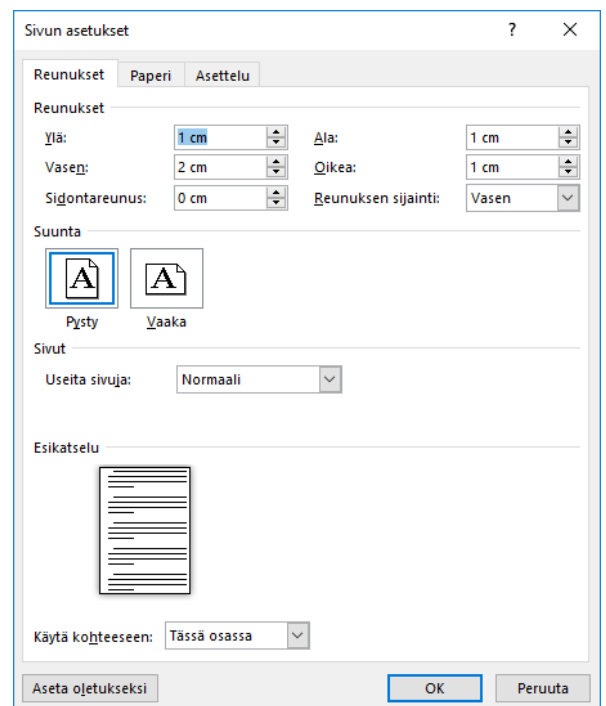 Sivun asetukset ?
Reunukset Paperi Asettelu
Reunukset
Ylä: 1 cm Ala: 1 cm
Vasen: 2 cm Oikea: 1 cm
Sidontareunus: 0 cm Reunuksen sijainti: Vasen
Suunta
A A
Pysty Vaaka
Sivut
Useita sivuja: Normaali
Esikatselu
Käytä kohteeseen: Tässä osassa
Aseta oletukseksi OK Peruuta